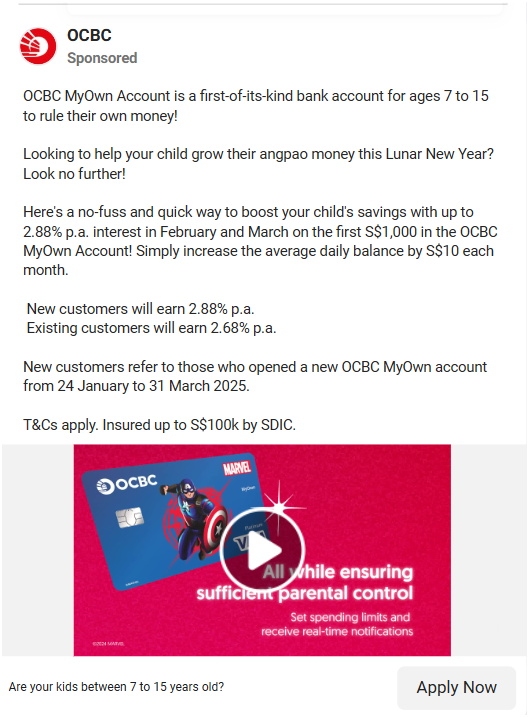 OCBC
Sponsored
OCBC MyOwn Account is a first-of-its-kind bank account for ages 7 to 15
to rule their own money!
Looking to help your child grow their angpao money this Lunar New Year?
Look no further!
Here's a no-fuss and quick way to boost your child's savings with up to
2.88% p.a. interest in February and March on the first S$1,000 in the OCBC
MyOwn Account! Simply increase the average daily balance by S$10 each
month.
New customers will earn 2.88% p.a.
Existing customers will earn 2.68% p.a.
New customers refer to those who opened a new OCBC MyOwn account
from 24 January to 31 March 2025.
T&Cs apply. Insured up to S$100k by SDIC.
OCBC
MARVEL
MyOwn
VISA
All while ensuring
sufficient parental control
Set spending limits and
receive real-time notifications
©2024 MARVEL
Are your kids between 7 to 15 years old?
Apply Now